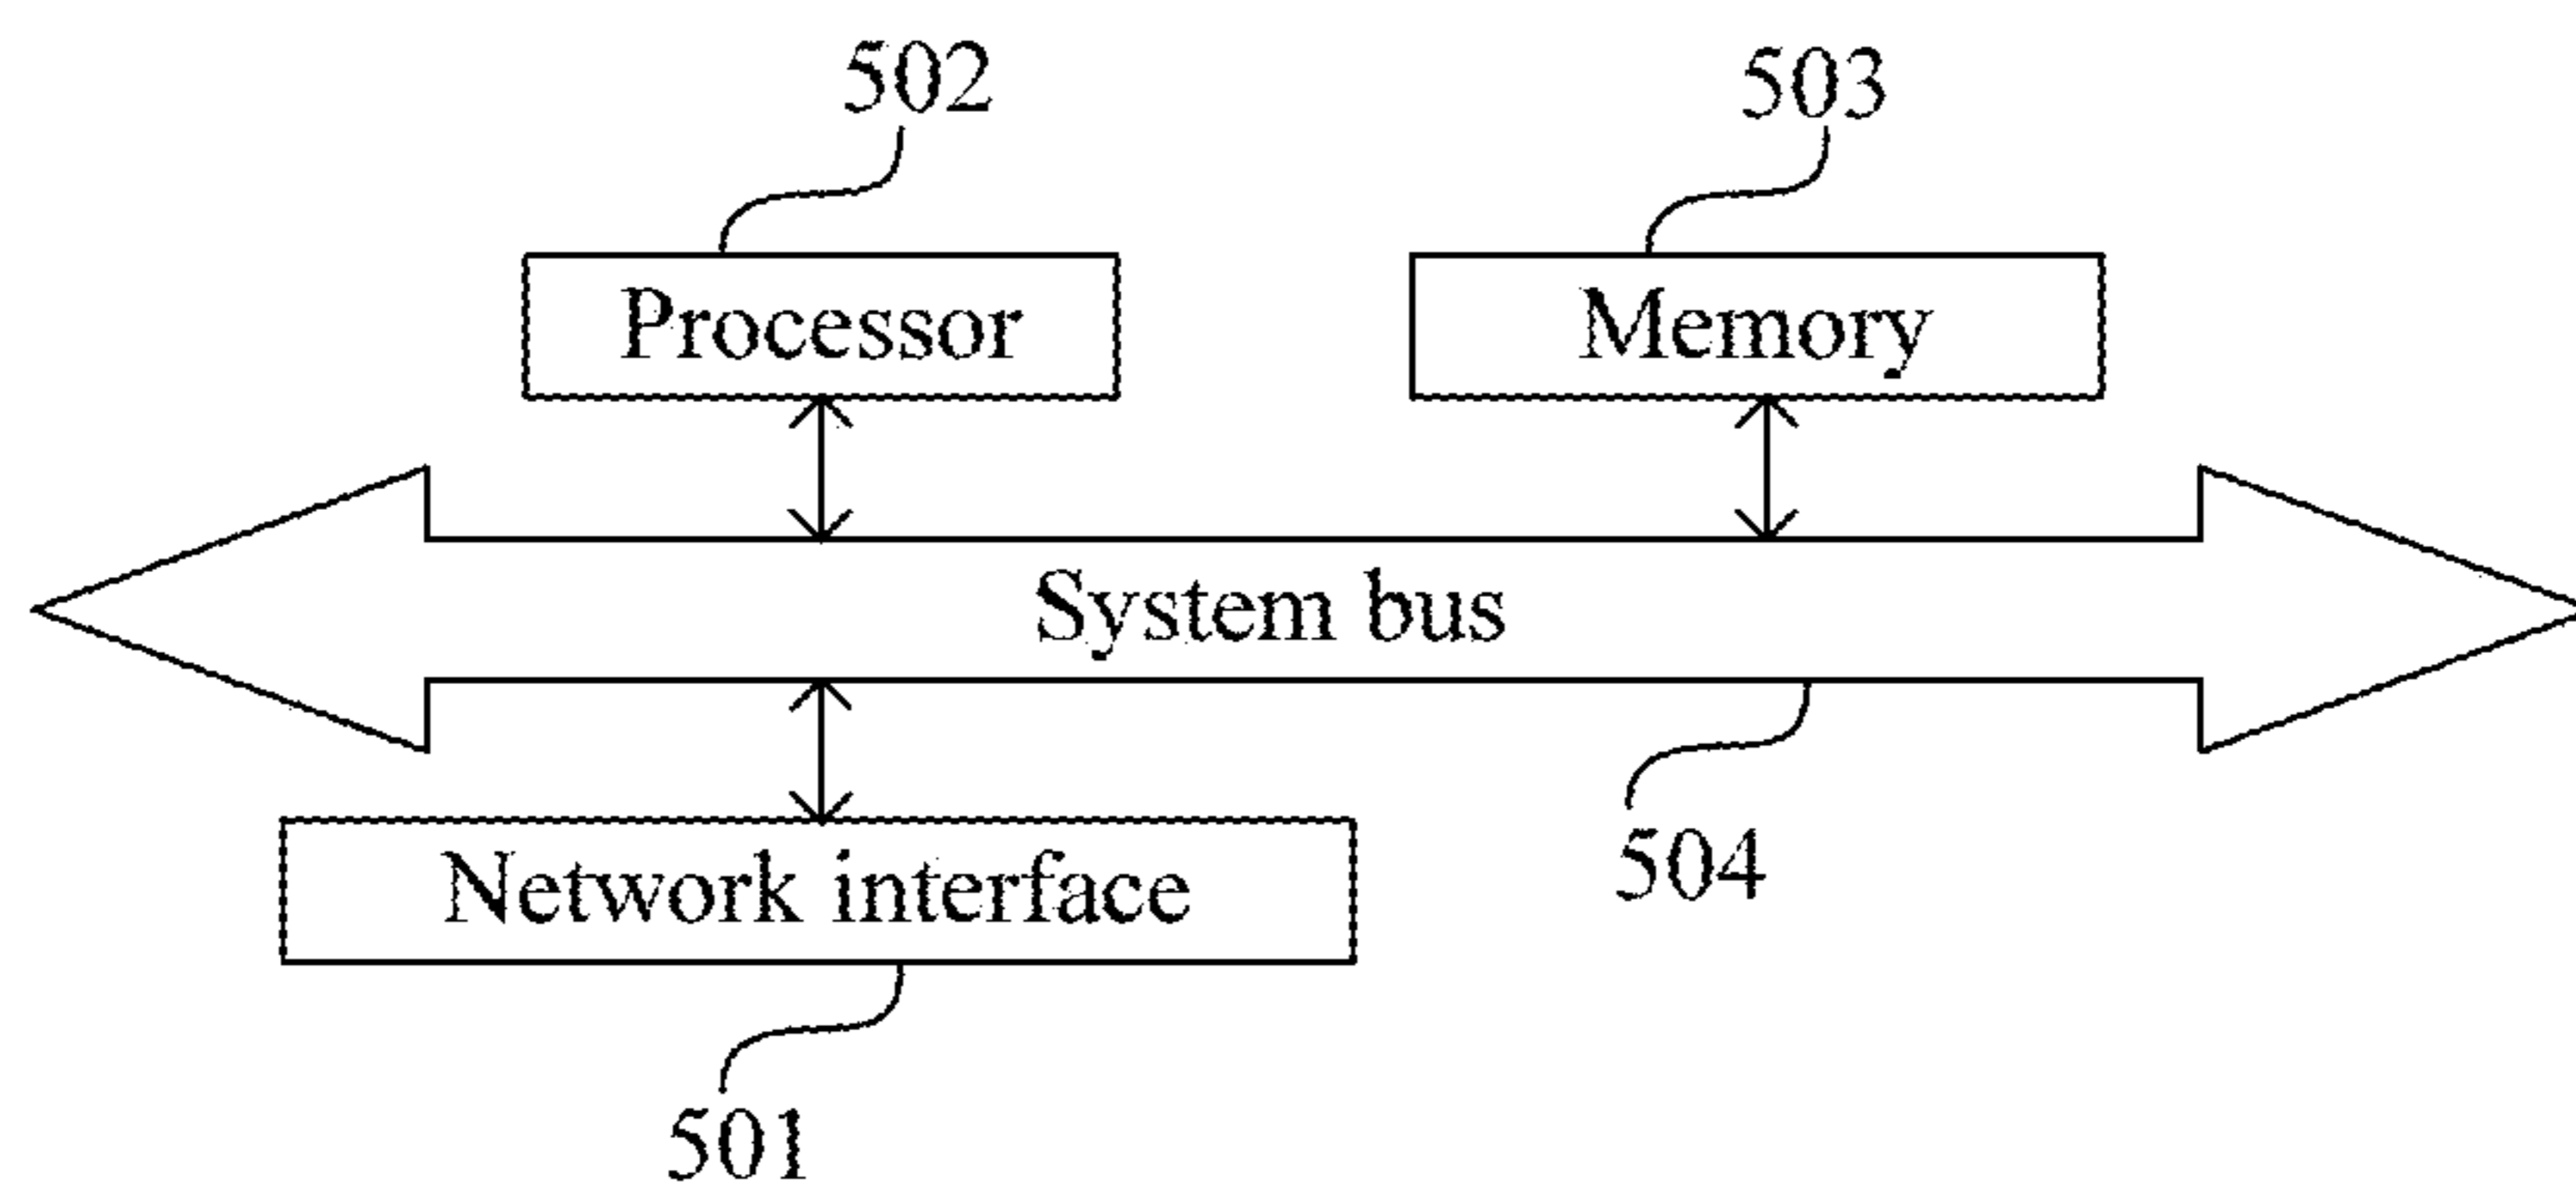 502
503
Processor
Memory
System bus
Network interface
504
501